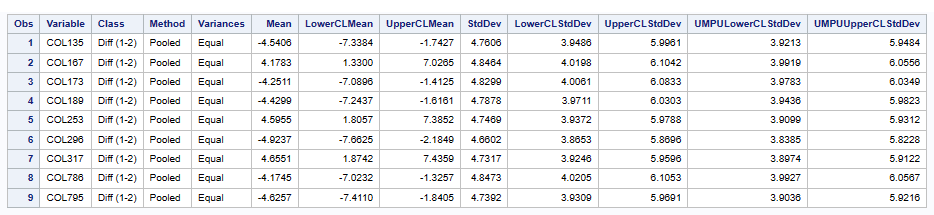 Obs Variable Class Method Variances Mean LowerCLMean UpperCLMean StdDev LowerCLStdDev UpperCLStdDev UMPULowerCLStdDev UMPUUpperCLStdDev
1 COL135 Diff (1-2) Pooled Equal -4.5406 -7.3384 -1.7427 4.7606 3.9486 5.9961 3.9213 5.9484
2 COL167 Diff (1-2) Pooled Equal 4.1783 1.3300 7.0265 4.8464 4.0198 6.1042 3.9919 6.0556
3 COL173 Diff (1-2) Pooled Equal -4.2511 -7.0896 -1.4125 4.8299 4.0061 6.0833 3.9783 6.0349
4 COL189 Diff (1-2) Pooled Equal -4.4299 -7.2437 -1.6161 4.7878 3.9711 6.0303 3.9436 5.9823
5 COL253 Diff (1-2) Pooled Equal 4.5955 1.8057 7.3852 4.7469 3.9372 5.9788 3.9099 5.9312
6 COL296 Diff (1-2) Pooled Equal -4.9237 -7.6625 -2.1849 4.6602 3.8653 5.8696 3.8385 5.8228
7 COL317 Diff (1-2) Pooled Equal 4.6551 1.8742 7.4359 4.7317 3.9246 5.9596 3.8974 5.9122
8 COL786 Diff (1-2) Pooled Equal -4.1745 -7.0232 -1.3257 4.8473 4.0205 6.1053 3.9927 6.0567
9 COL795 Diff (1-2) Pooled Equal -4.6257 -7.4110 -1.8405 4.7392 3.9309 5.9691 3.9036 5.9216